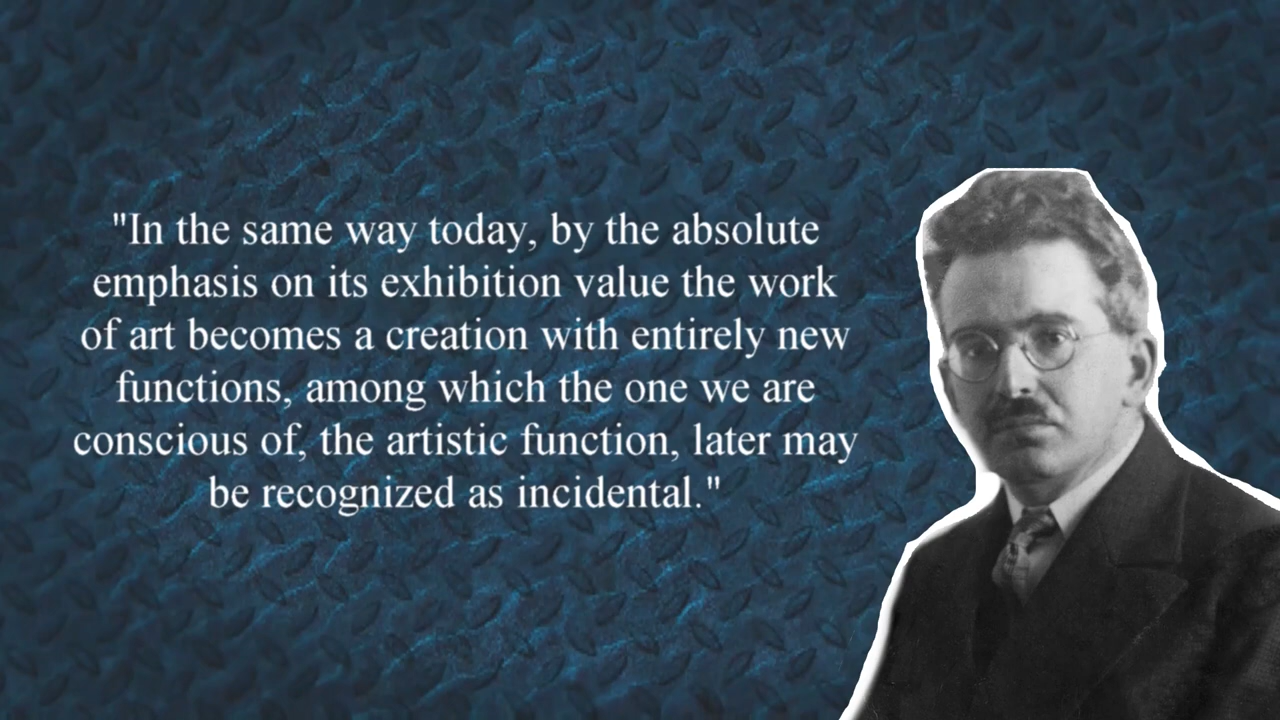 "In the same way today, by the absolute
emphasis on its exhibition value the work
of art becomes a creation with entirely new
functions, among which the one we are
conscious of, the artistic function, later may
be recognized as incidental."